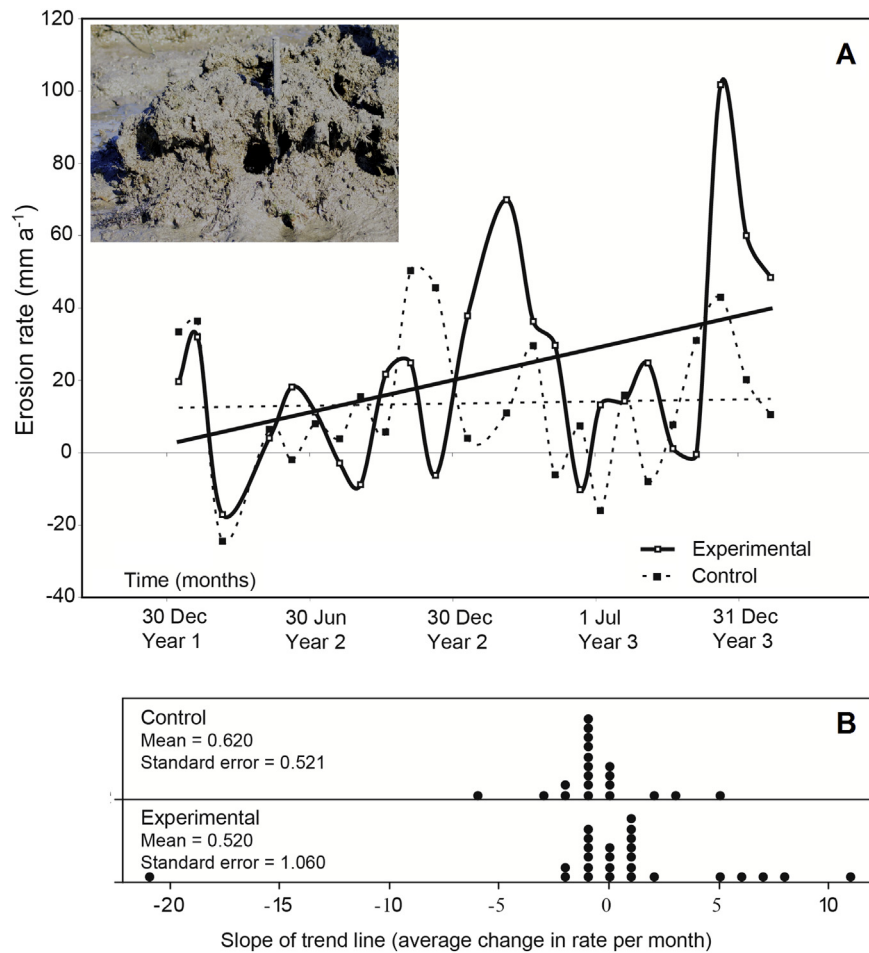 A
120
100
80
60
40
20
0
-20
-40
Erosion rate (mm a⁻¹)
Experimental
Control
Time (months)
30 Dec
Year 1
30 Jun
Year 2
30 Dec
Year 2
1 Jul
Year 3
31 Dec
Year 3
B
Control
Mean = 0.620
Standard error = 0.521
Experimental
Mean = 0.520
Standard error = 1.060
-20
-15
-10
-5
0
5
10
Slope of trend line (average change in rate per month)